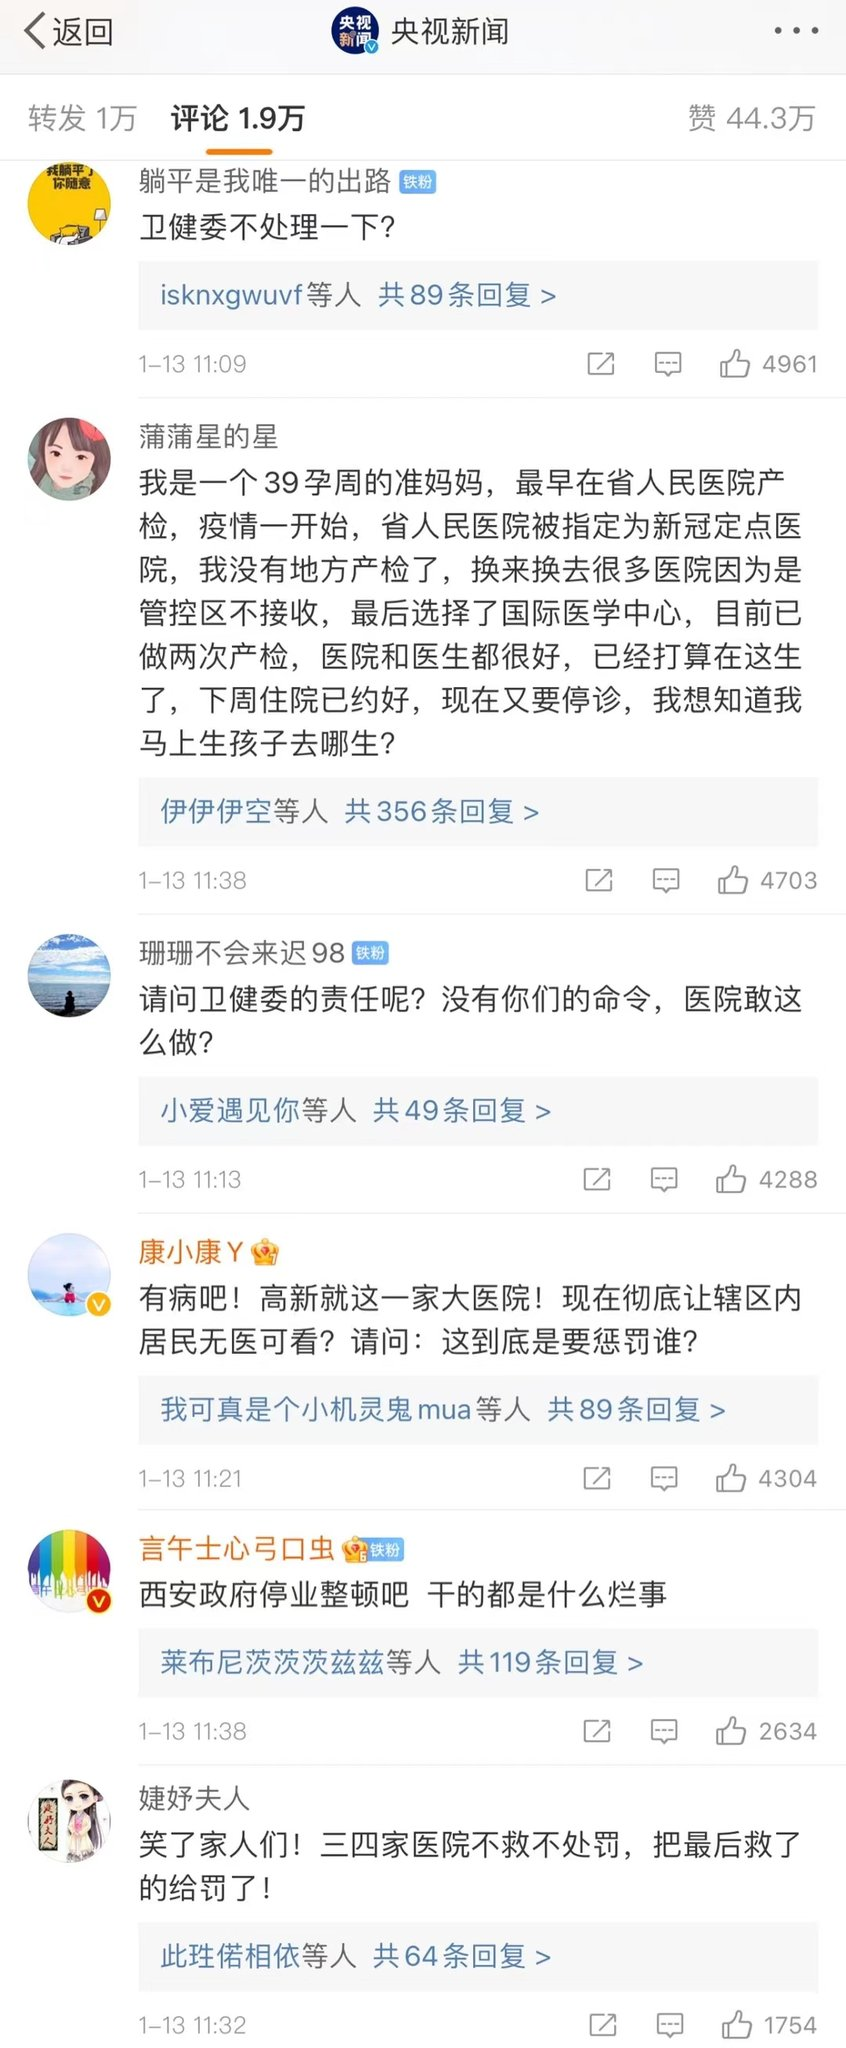 返回
央视新闻
央视新闻
转发 1万
评论 1.9万
赞 44.3万
我躺平了
你随意
躺平是我唯一的出路 铁粉
卫健委不处理一下?
isknxgwuvf等人 共89条回复 >
1-13 11:09
4961
蒲蒲星的星
我是一个39孕周的准妈妈，最早在省人民医院产
检，疫情一开始，省人民医院被指定为新冠定点医
院，我没有地方产检了，换来换去很多医院因为是
管控区不接收，最后选择了国际医学中心，目前已
做两次产检，医院和医生都很好，已经打算在这生
了，下周住院已约好，现在又要停诊，我想知道我
马上生孩子去哪生?
伊伊伊空等人 共356条回复 >
1-13 11:38
4703
珊珊不会来迟98 铁粉
请问卫健委的责任呢？没有你们的命令，医院敢这
么做?
小爱遇见你等人 共49条回复 >
1-13 11:13
4288
康小康Y
有病吧！高新就这一家大医院！现在彻底让辖区内
居民无医可看？请问：这到底是要惩罚谁?
我可真是个小机灵鬼mua等人 共89条回复 >
1-13 11:21
4304
言午士心弓口虫 铁粉
西安政府停业整顿吧 干的都是什么烂事
莱布尼茨茨茨兹兹等人 共119条回复 >
1-13 11:38
2634
婕妤夫人
笑了家人们！三四家医院不救不处罚，把最后救了
的给罚了!
此玍偌相依等人 共64条回复 >
1-13 11:32
1754